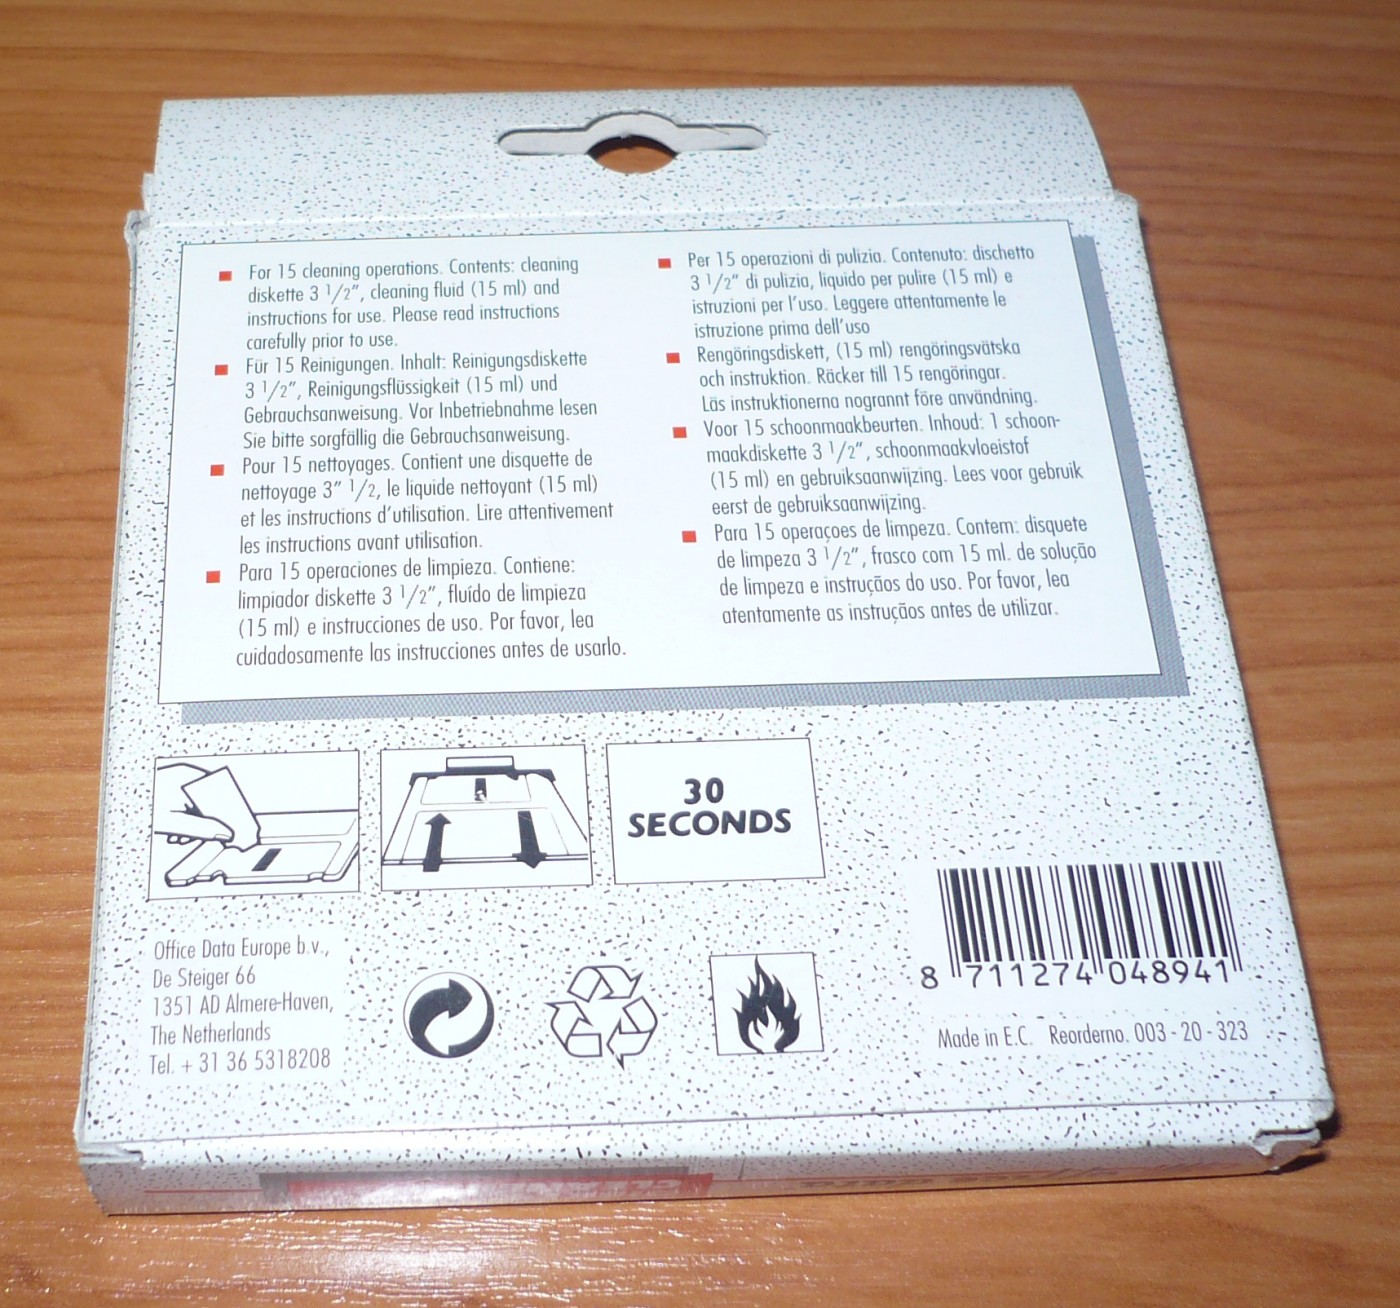 For 15 cleaning operations. Contents: cleaning
diskette 3 1/2", cleaning fluid (15 ml) and
instructions for use. Please read instructions
carefully prior to use.
Für 15 Reinigungen. Inhalt: Reinigungsdiskette
3 1/2", Reinigungsflüssigkeit (15 ml) und
Gebrauchsanweisung. Vor Inbetriebnahme lesen
Sie bitte sorgfällig die Gebrauchsanweisung.
Pour 15 nettoyages. Contient une disquette de
nettoyage 3" 1/2, le liquide nettoyant (15 ml)
et les instructions d'utilisation. Lire attentivement
les instructions avant utilisation.
Para 15 operaciones de limpieza. Contiene:
limpiador diskette 3 1/2", fluído de limpieza
(15 ml) e instrucciones de uso. Por favor, lea
cuidadosamente las instrucciones antes de usarlo.
Per 15 operazioni di pulizia. Contenuto: dischetto
3 1/2" di pulizia, liquido per pulire (15 ml) e
istruzioni per l'uso. Leggere attentamente le
istruzione prima dell'uso
Rengöringsdiskett, (15 ml) rengöringsvätska
och instruktion. Räcker till 15 rengöringar.
Läs instruktionerna nogrannt före användning.
Voor 15 schoonmaakbeurten. Inhoud: 1 schoon-
maakdiskette 3 1/2", schoonmaakvloeistof
(15 ml) en gebruiksaanwijzing. Lees voor gebruik
eerst de gebruiksaanwijzing.
Para 15 operaçoes de limpeza. Contem: disquete
de limpeza 3 1/2", frasco com 15 ml. de solução
de limpeza e instruçãos do uso. Por favor, lea
atentamente as instruçãos antes de utilizar.
30
SECONDS
Office Data Europe b.v.,
De Steiger 66
1351 AD Almere-Haven,
The Netherlands
Tel. + 31 36 5318208
8 711274 048941
Made in E.C. Reorderno. 003 - 20 - 323